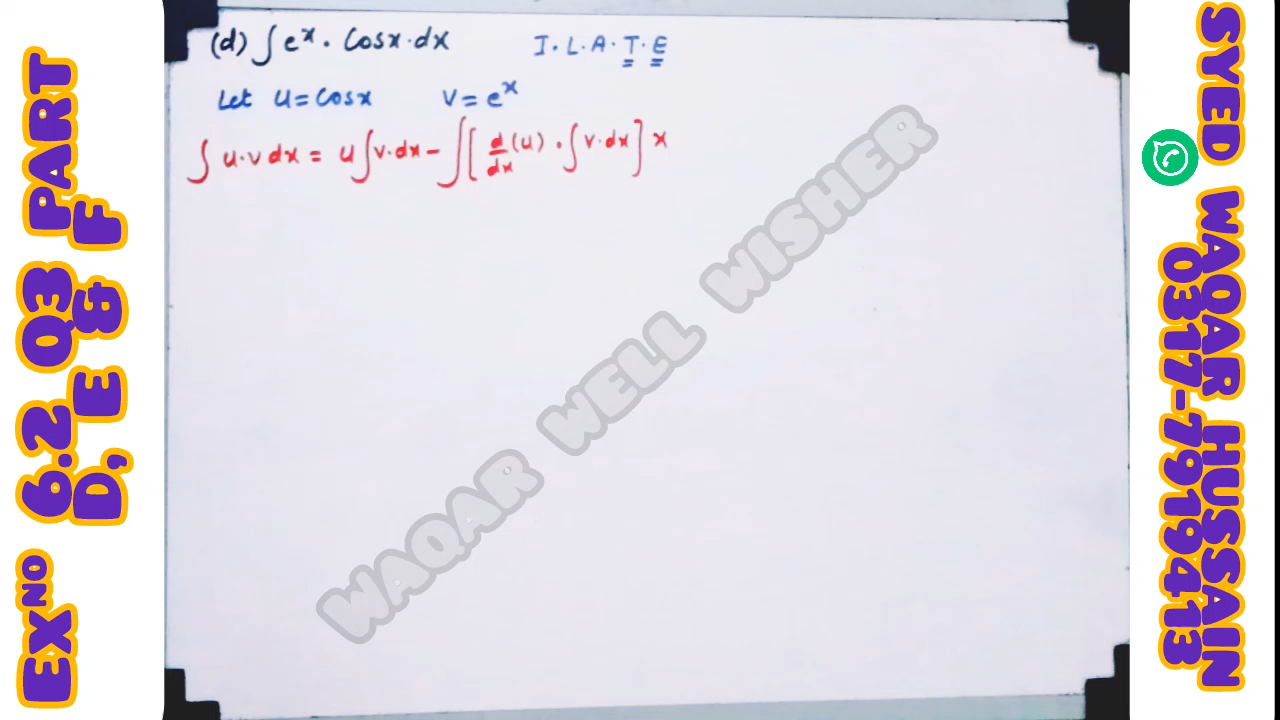 (d) ∫ eˣ . Cosx.dx I.L.A.T.E
Let u=Cosx v=eˣ
∫ u.v dx = u∫v.dx - ∫[d/dx (u) . ∫v.dx] x
WAQAR WELL WISHER
Exᴺᴼ 6.2 Q3 PART
D, E & F
SYED WAQAR HUSSAIN
0317-7919413